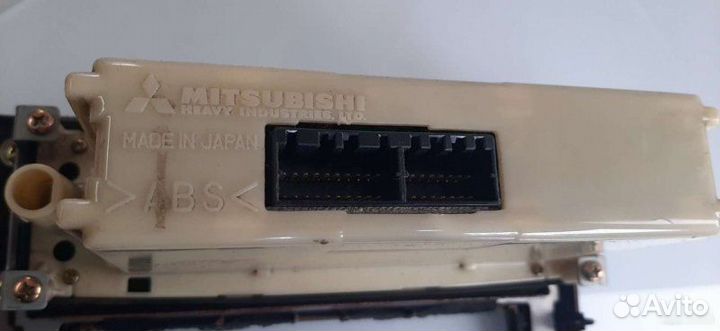 MITSUBISHI
HEAVY INDUSTRIES, LTD.
MADE IN JAPAN
>ABS<
Avito